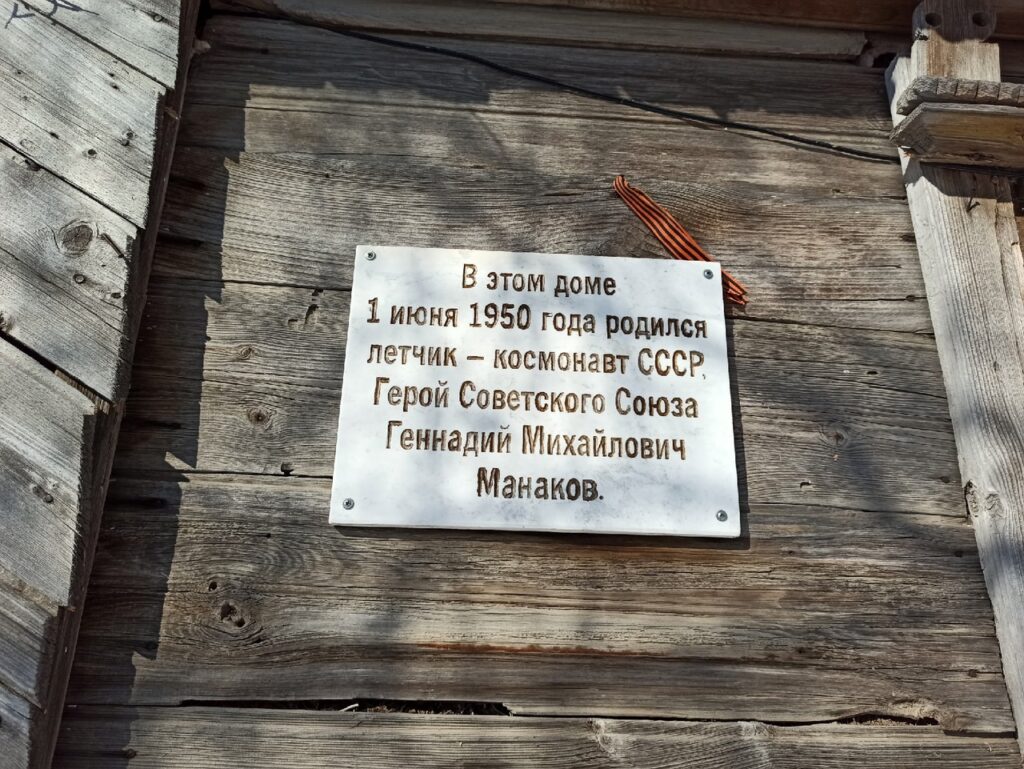 В этом доме
1 июня 1950 года родился
летчик – космонавт СССР,
Герой Советского Союза
Геннадий Михайлович
Манаков.